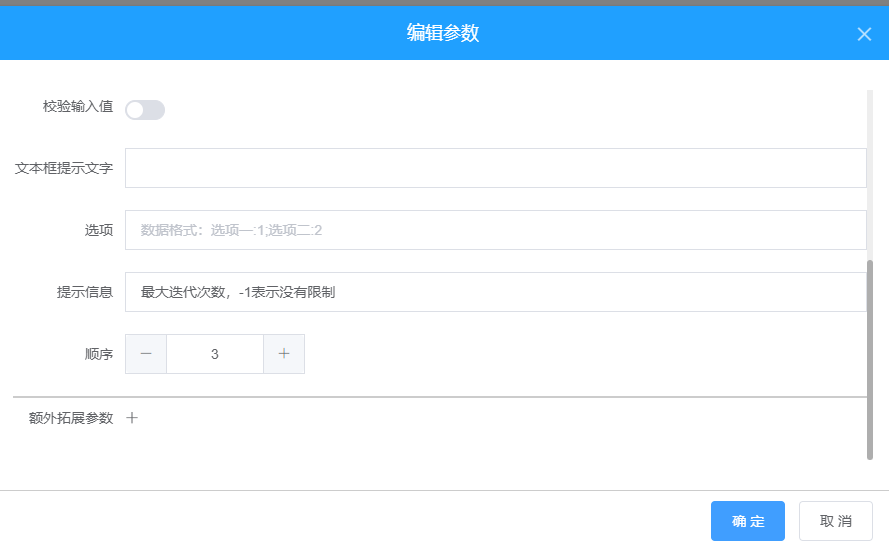 编辑参数
校验输入值
文本框提示文字
选项 数据格式：选项一:1;选项二:2
提示信息 最大迭代次数，-1表示没有限制
顺序 3
额外拓展参数
确 定 取 消